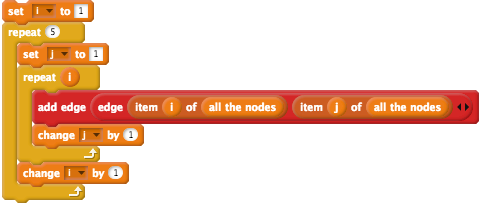 set i to 1
repeat 5
set j to 1
repeat i
add edge edge item i of all the nodes item j of all the nodes
change j by 1
change i by 1